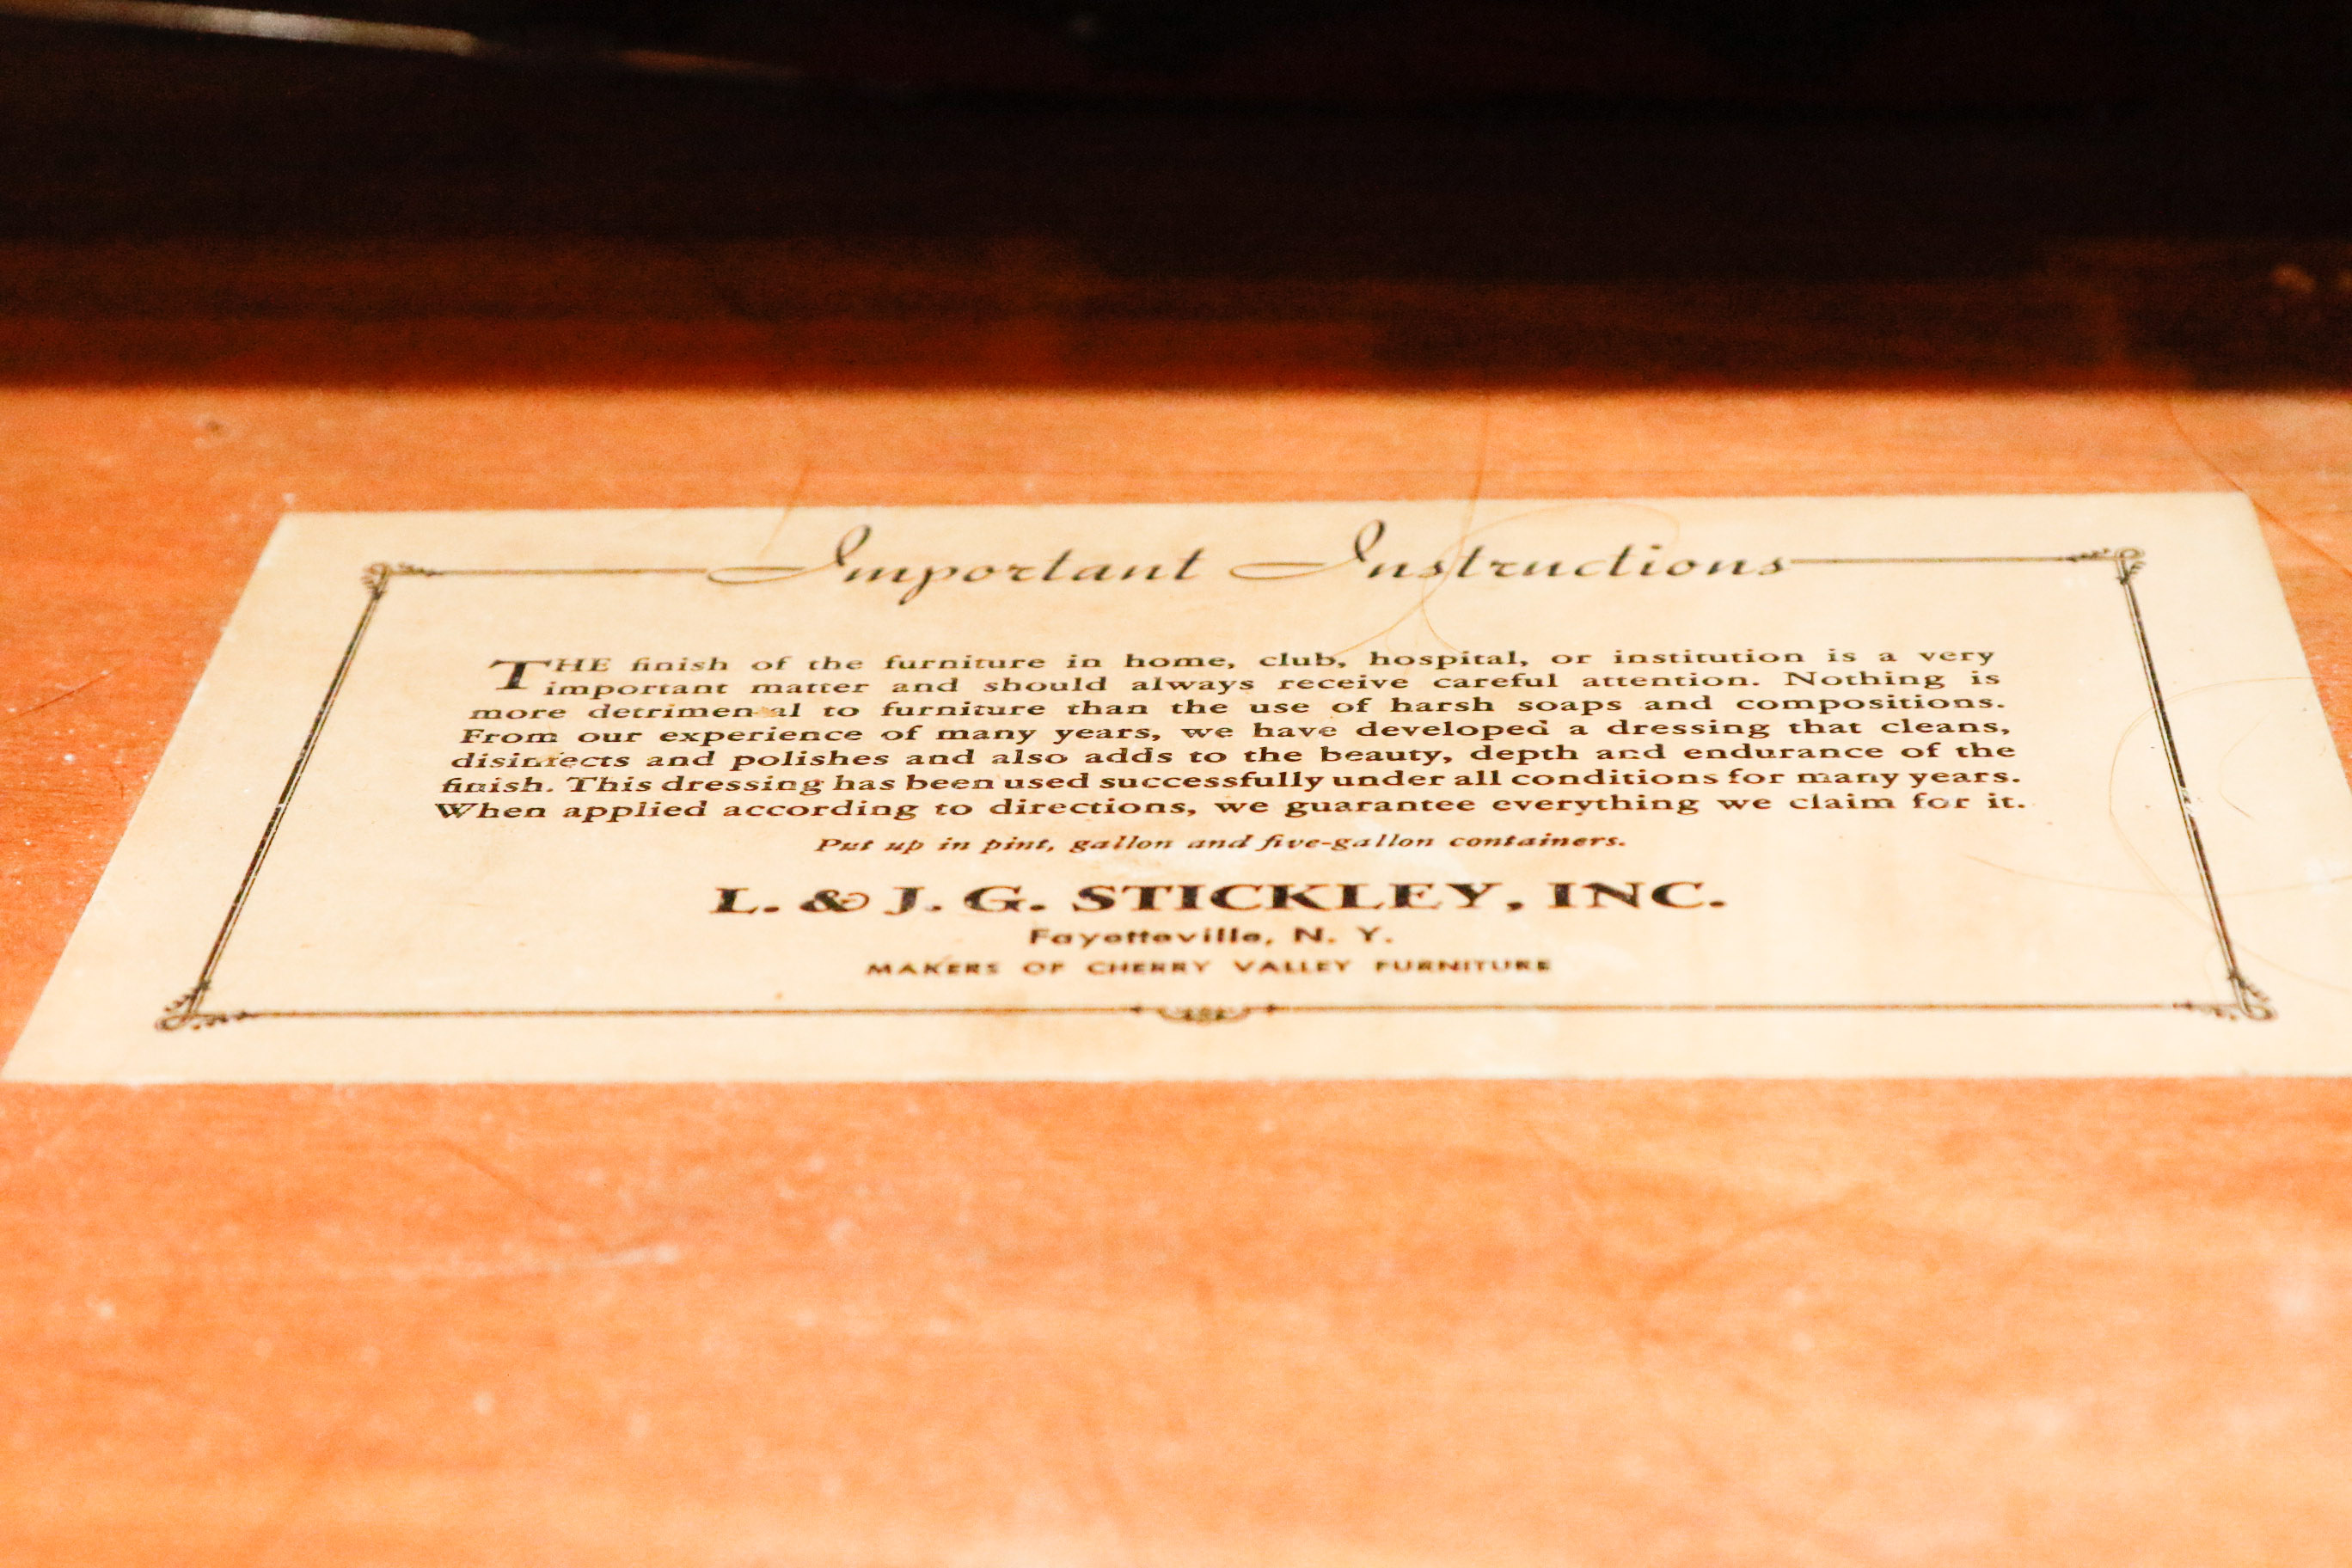 Important Instructions
THE finish of the furniture in home, club, hospital, or institution is a very
important matter and should always receive careful attention. Nothing is
more detrimental to furniture than the use of harsh soaps and compositions.
From our experience of many years, we have developed a dressing that cleans,
disinfects and polishes and also adds to the beauty, depth and endurance of the
finish. This dressing has been used successfully under all conditions for many years.
When applied according to directions, we guarantee everything we claim for it.
Put up in pint, gallon and five-gallon containers.
L. & J. G. STICKLEY, INC.
Fayetteville, N. Y.
MAKERS OF CHERRY VALLEY FURNITURE